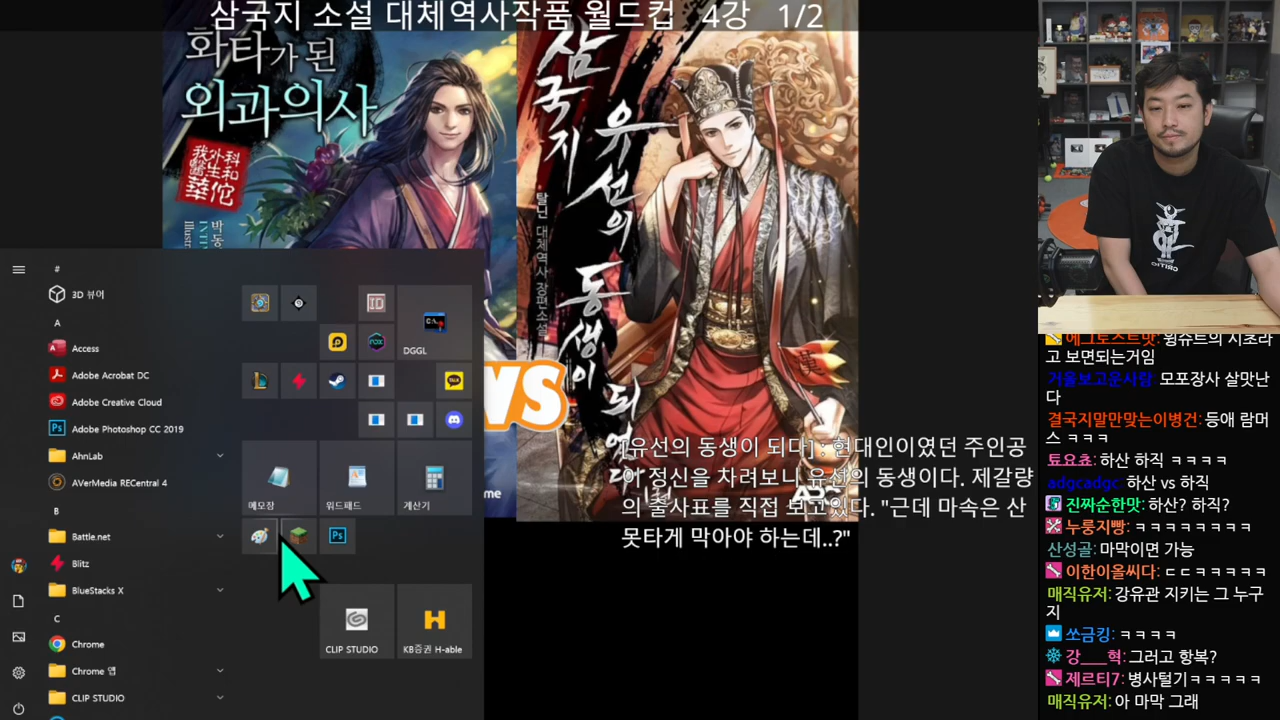 삼국지 소설 대체역사작품 월드컵 4강 1/2
화타가 된
외과의사
我外科
醫生和
華佗
박동
삼국지
유선의 동생이 되었다
탈닌 대체역사 장편소설
1권
漢
VS
[유선의 동생이 되다] : 현대인이였던 주인공
이 정신을 차려보니 유선의 동생이다. 제갈량
의 출사표를 직접 보고있다. "근데 마속은 산
못타게 막아야 하는데..?"
#
3D 뷰어
A
Access
Adobe Acrobat DC
Adobe Creative Cloud
Adobe Photoshop CC 2019
AhnLab
AVerMedia RECentral 4
B
Battle.net
Blitz
BlueStacks X
C
Chrome
Chrome 앱
CLIP STUDIO
ID
DGGL
TALK
메모장
워드패드
계산기
Ps
CLIP STUDIO
KB증권 H-able
ORITHO
에그토스트맛: 윙슈트의 시초라
고 보면되는거임
거울보고운사람: 모포장사 살맛난
다
결국지말만맞는이병건: 등애 람머
스 ㅋㅋㅋ
토요쵸: 하산 하직 ㅋㅋㅋㅋ
adgcadgc: 하산 vs 하직
진짜순한맛: 하산? 하직?
누룽지빵: ㅋㅋㅋㅋㅋㅋㅋㅋ
산성골: 마막이면 가능
이한이올씨다: ㄷㄷㅋㅋㅋㅋㅋ
매직유저: 강유관 지키는 그 누구
지
쏘금킹: ㅋㅋㅋㅋ
강___혁: 그러고 항복?
제르티7: 병사털기ㅋㅋㅋㅋㅋ
매직유저: 아 마막 그래